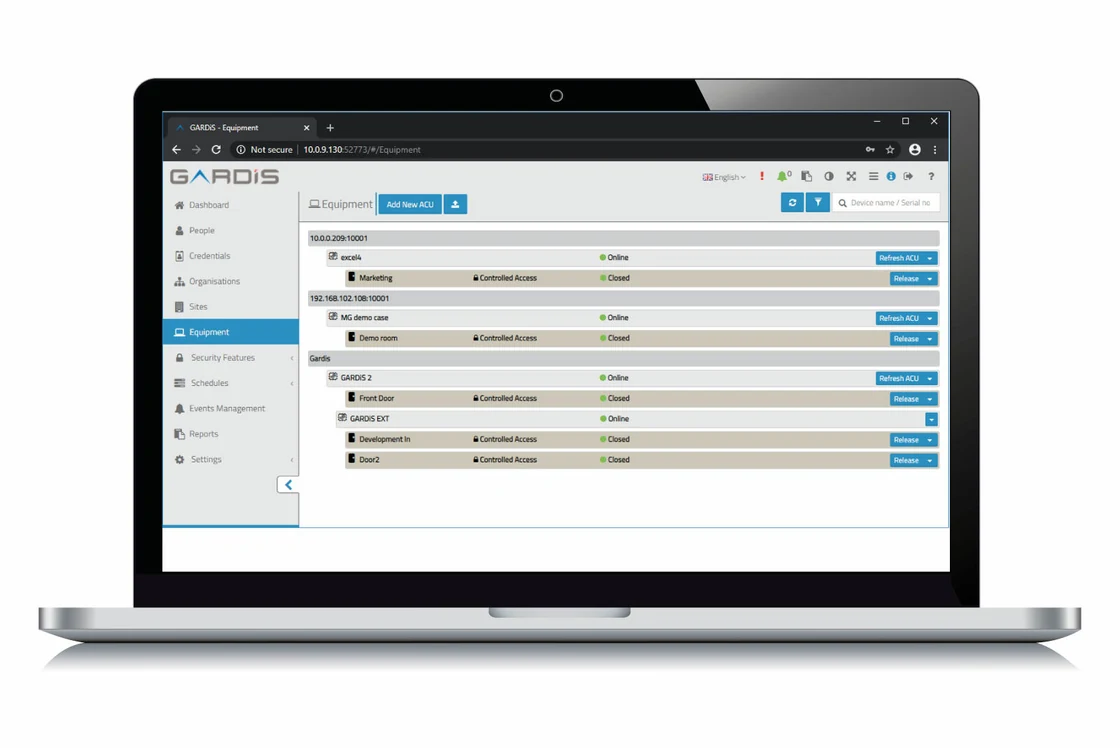 GARDiS - Equipment
Not secure | 10.0.9.130:52773/#/Equipment
GARDiS
English
0
?
Dashboard
People
Credentials
Organisations
Sites
Equipment
Security Features
Schedules
Events Management
Reports
Settings
Equipment
Add New ACU
Device name / Serial no
10.0.0.209:10001
excel4 Online Refresh ACU
Marketing Controlled Access Closed Release
192.168.102.108:10001
MG demo case Online Refresh ACU
Demo room Controlled Access Closed Release
Gardis
GARDiS 2 Online Refresh ACU
Front Door Controlled Access Closed Release
GARDiS EXT Online
Development In Controlled Access Closed Release
Door2 Controlled Access Closed Release